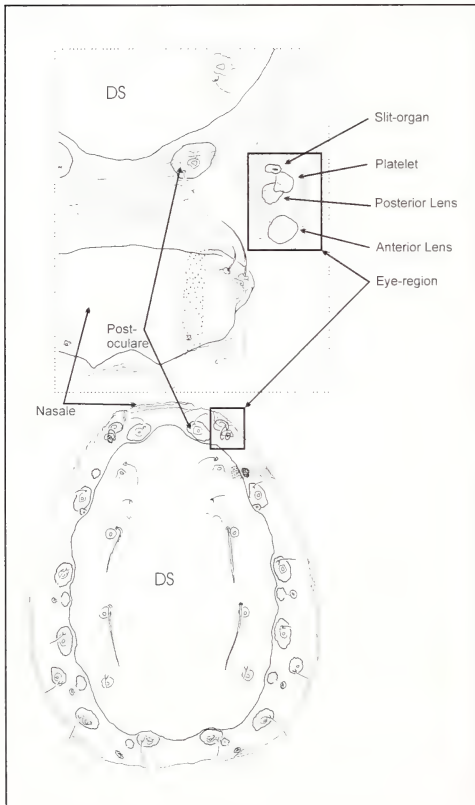 DS
Slit-organ
Platelet
Posterior Lens
Anterior Lens
Eye-region
Post-
oculare
Nasale
DS